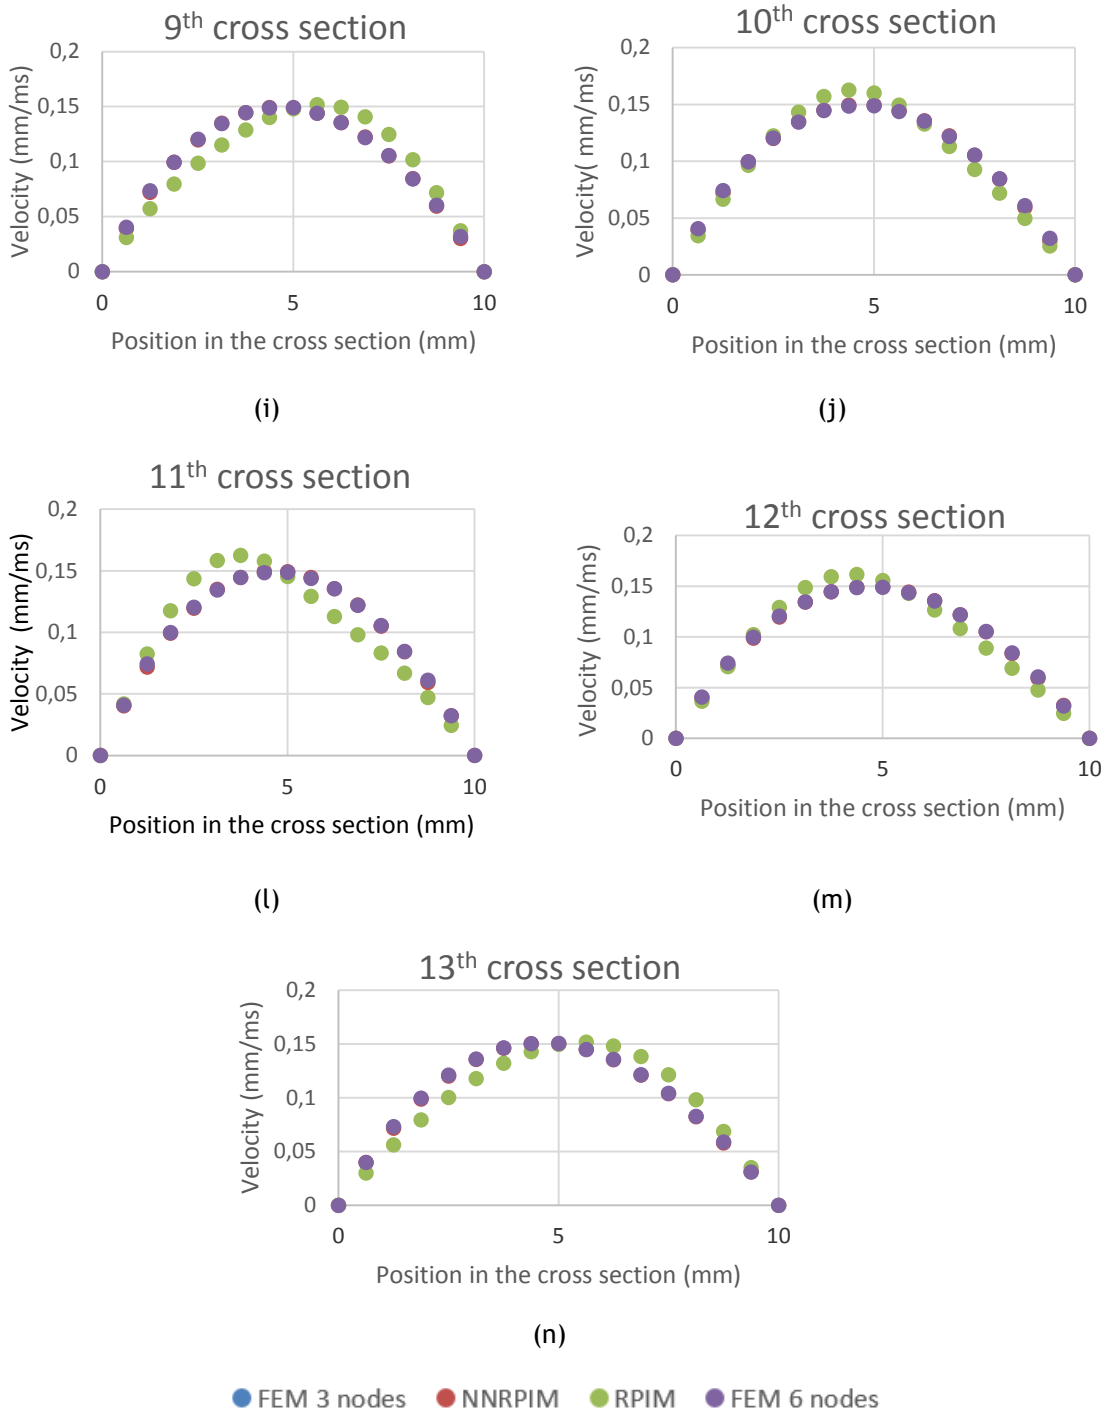 9th cross section
Velocity (mm/ms)
0,2
0,15
0,1
0,05
0
0 5 10
Position in the cross section (mm)
(i)
10th cross section
Velocity( mm/ms)
0,2
0,15
0,1
0,05
0
0 5 10
Position in the cross section (mm)
(j)
11th cross section
Velocity (mm/ms)
0,2
0,15
0,1
0,05
0
0 5 10
Position in the cross section (mm)
(l)
12th cross section
Velocity (mm/ms)
0,2
0,15
0,1
0,05
0
0 5 10
Position in the cross section (mm)
(m)
13th cross section
Velocity (mm/ms)
0,2
0,15
0,1
0,05
0
0 5 10
Position in the cross section (mm)
(n)
FEM 3 nodes NNRPIM RPIM FEM 6 nodes